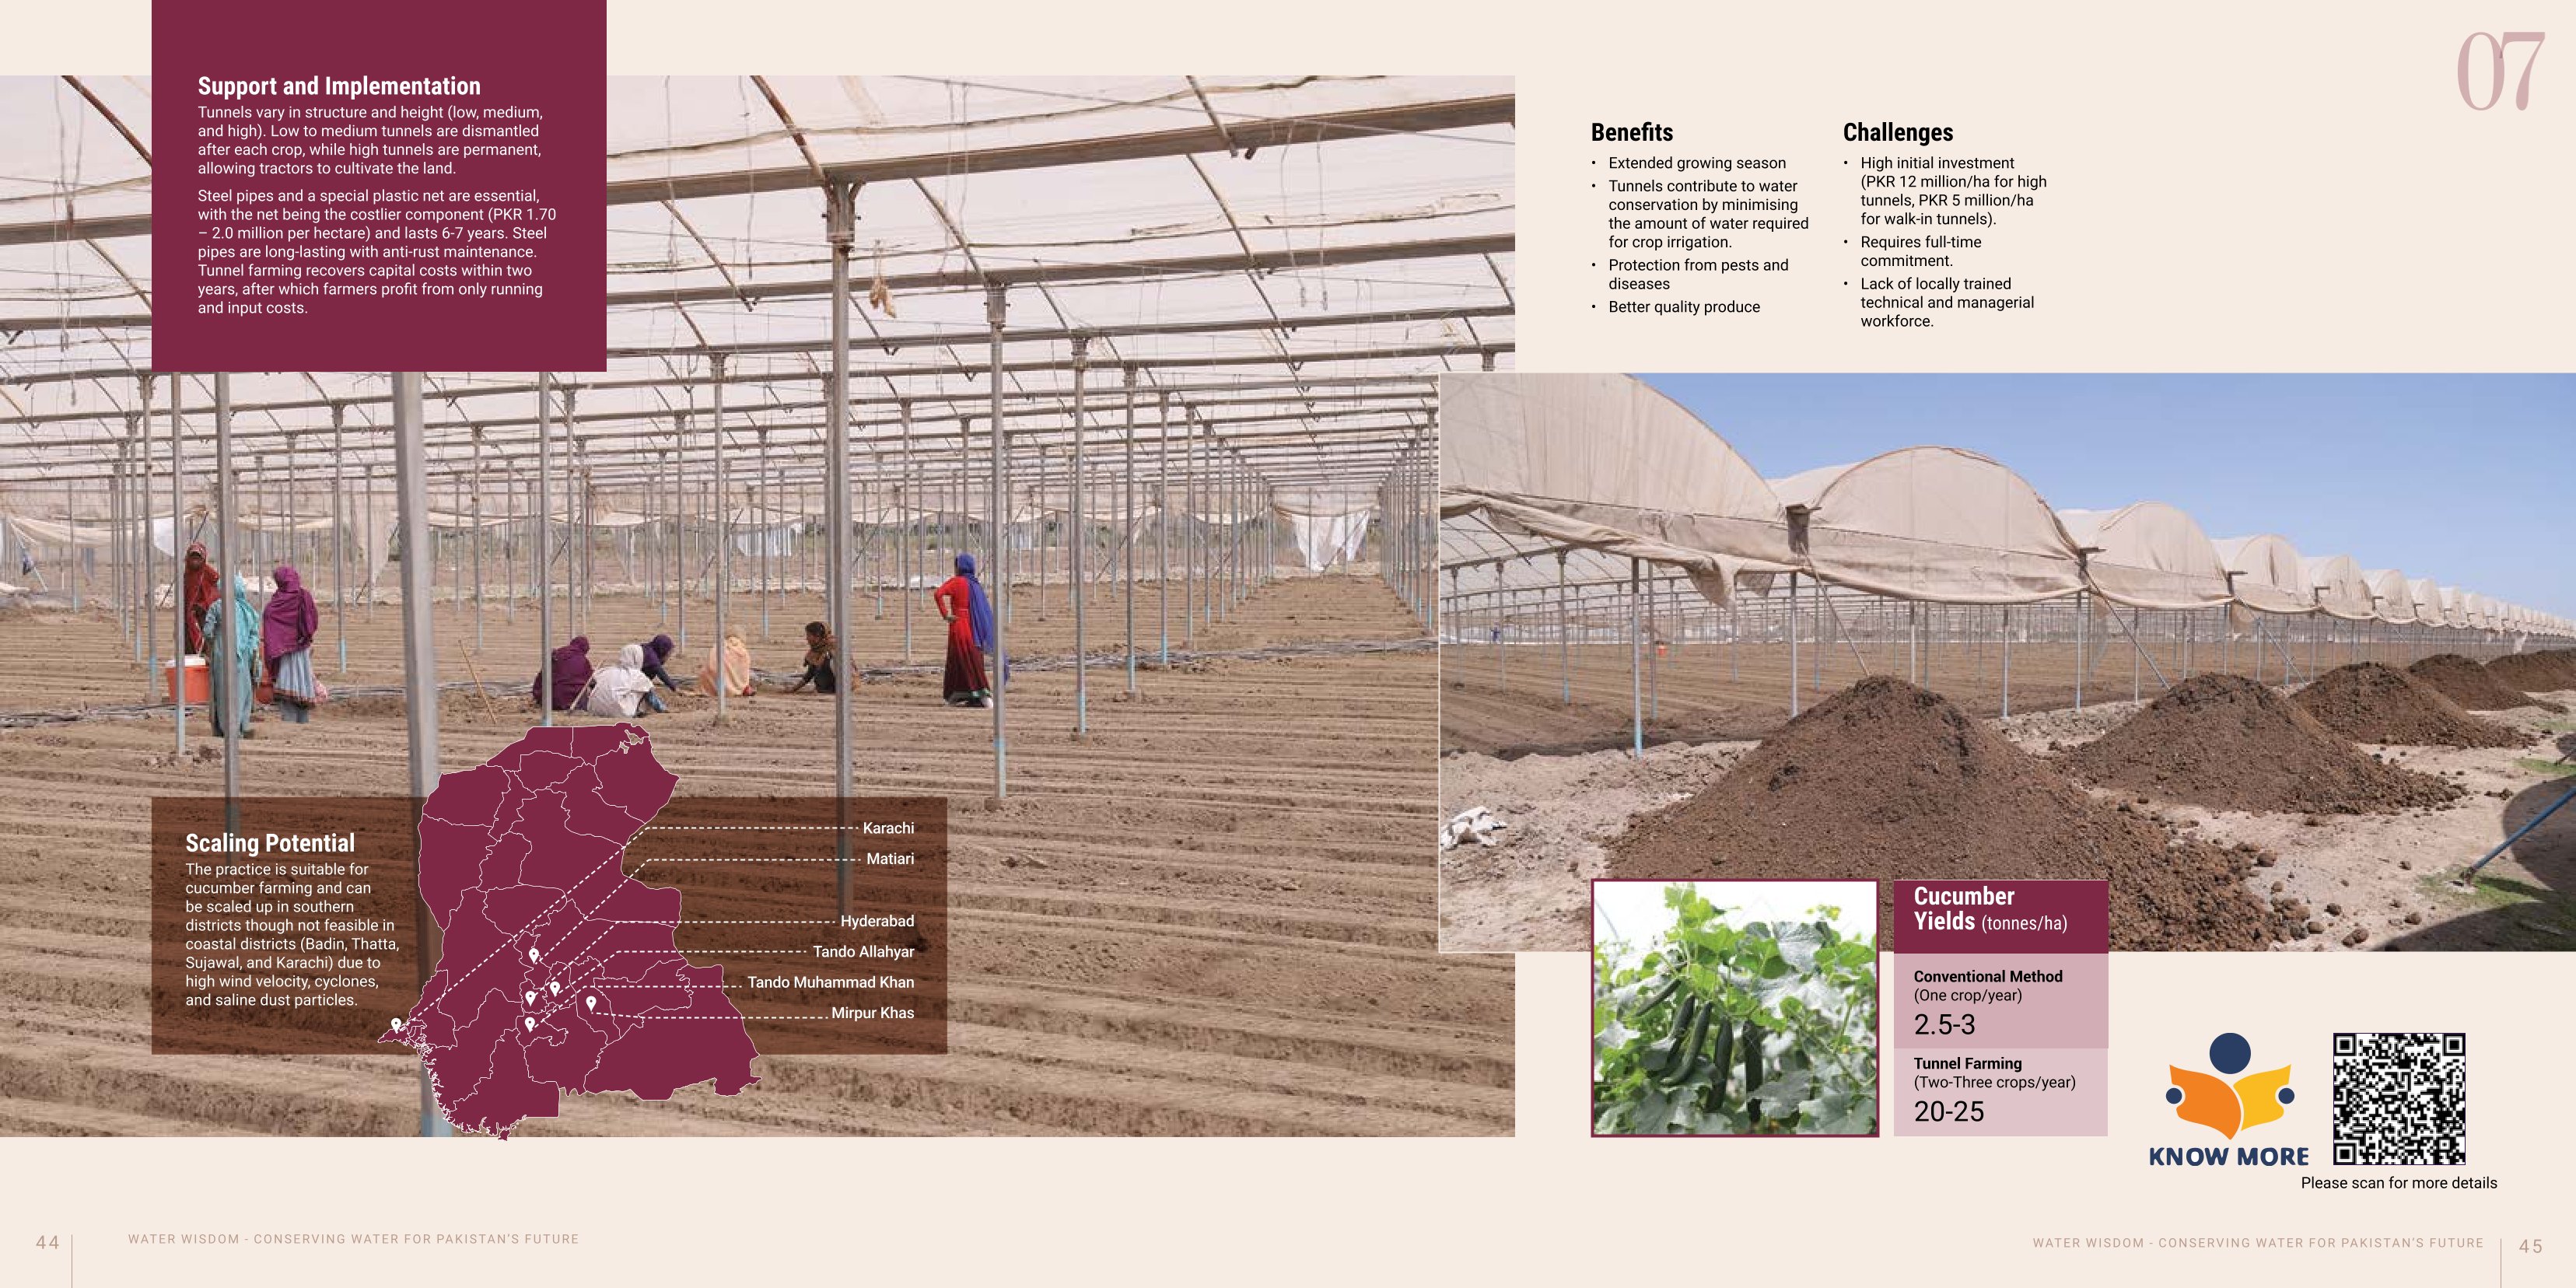 Support and Implementation
Tunnels vary in structure and height (low, medium,
and high). Low to medium tunnels are dismantled
after each crop, while high tunnels are permanent,
allowing tractors to cultivate the land.
Steel pipes and a special plastic net are essential,
with the net being the costlier component (PKR 1.70
– 2.0 million per hectare) and lasts 6-7 years. Steel
pipes are long-lasting with anti-rust maintenance.
Tunnel farming recovers capital costs within two
years, after which farmers profit from only running
and input costs.
Scaling Potential
The practice is suitable for
cucumber farming and can
be scaled up in southern
districts though not feasible in
coastal districts (Badin, Thatta,
Sujawal, and Karachi) due to
high wind velocity, cyclones,
and saline dust particles.
Karachi
Matiari
Hyderabad
Tando Allahyar
Tando Muhammad Khan
Mirpur Khas
44
WATER WISDOM - CONSERVING WATER FOR PAKISTAN'S FUTURE
07
Benefits
• Extended growing season
• Tunnels contribute to water
conservation by minimising
the amount of water required
for crop irrigation.
• Protection from pests and
diseases
• Better quality produce
Challenges
• High initial investment
(PKR 12 million/ha for high
tunnels, PKR 5 million/ha
for walk-in tunnels).
• Requires full-time
commitment.
• Lack of locally trained
technical and managerial
workforce.
Cucumber
Yields (tonnes/ha)
Conventional Method
(One crop/year)
2.5-3
Tunnel Farming
(Two-Three crops/year)
20-25
KNOW MORE
Please scan for more details
WATER WISDOM - CONSERVING WATER FOR PAKISTAN'S FUTURE
45